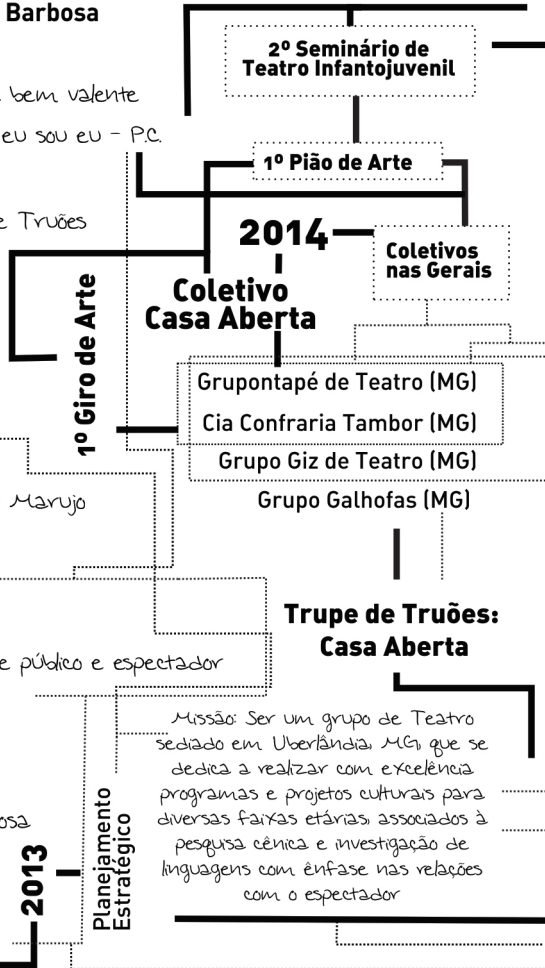 Barbosa
2º Seminário de
Teatro Infantojuvenil
bem valente
eu sou eu - P.C.
1º Pião de Arte
e Truões
2014
Coletivos
nas Gerais
Coletivo
Casa Aberta
1º Giro de Arte
Grupontapé de Teatro (MG)
Cia Confraria Tambor (MG)
Grupo Giz de Teatro (MG)
Grupo Galhofas (MG)
Marujo
Trupe de Truões:
Casa Aberta
e público e espectador
Missão: Ser um grupo de Teatro
sediado em Uberlândia, MG, que se
dedica a realizar com excelência
programas e projetos culturais para
diversas faixas etárias, associados à
pesquisa cênica e investigação de
linguagens com ênfase nas relações
com o espectador
osa
2013
Planejamento
Estratégico